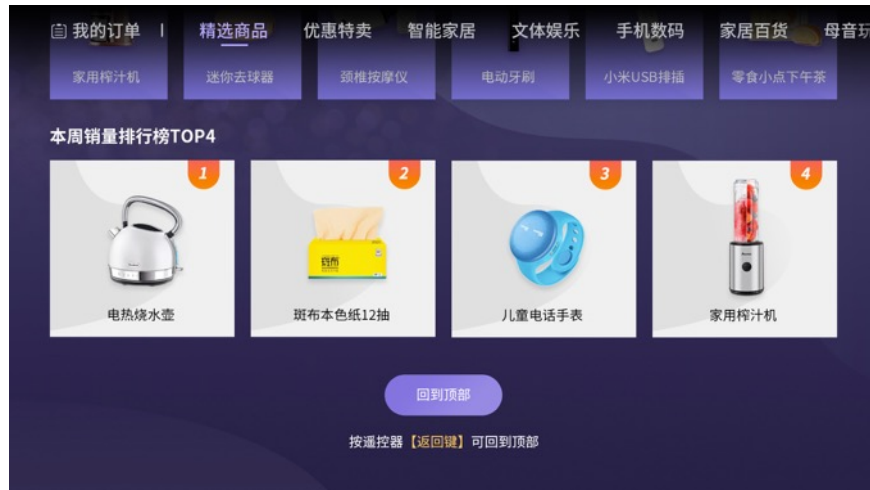 我的订单 | 精选商品 优惠特卖 智能家居 文体娱乐 手机数码 家居百货 母音玩
家用榨汁机 迷你去球器 颈椎按摩仪 电动牙刷 小米USB排插 零食小点下午茶
本周销量排行榜TOP4
1 2 3 4
斑布
电热烧水壶 斑布本色纸12抽 儿童电话手表 家用榨汁机
回到顶部
按遥控器【返回键】可回到顶部